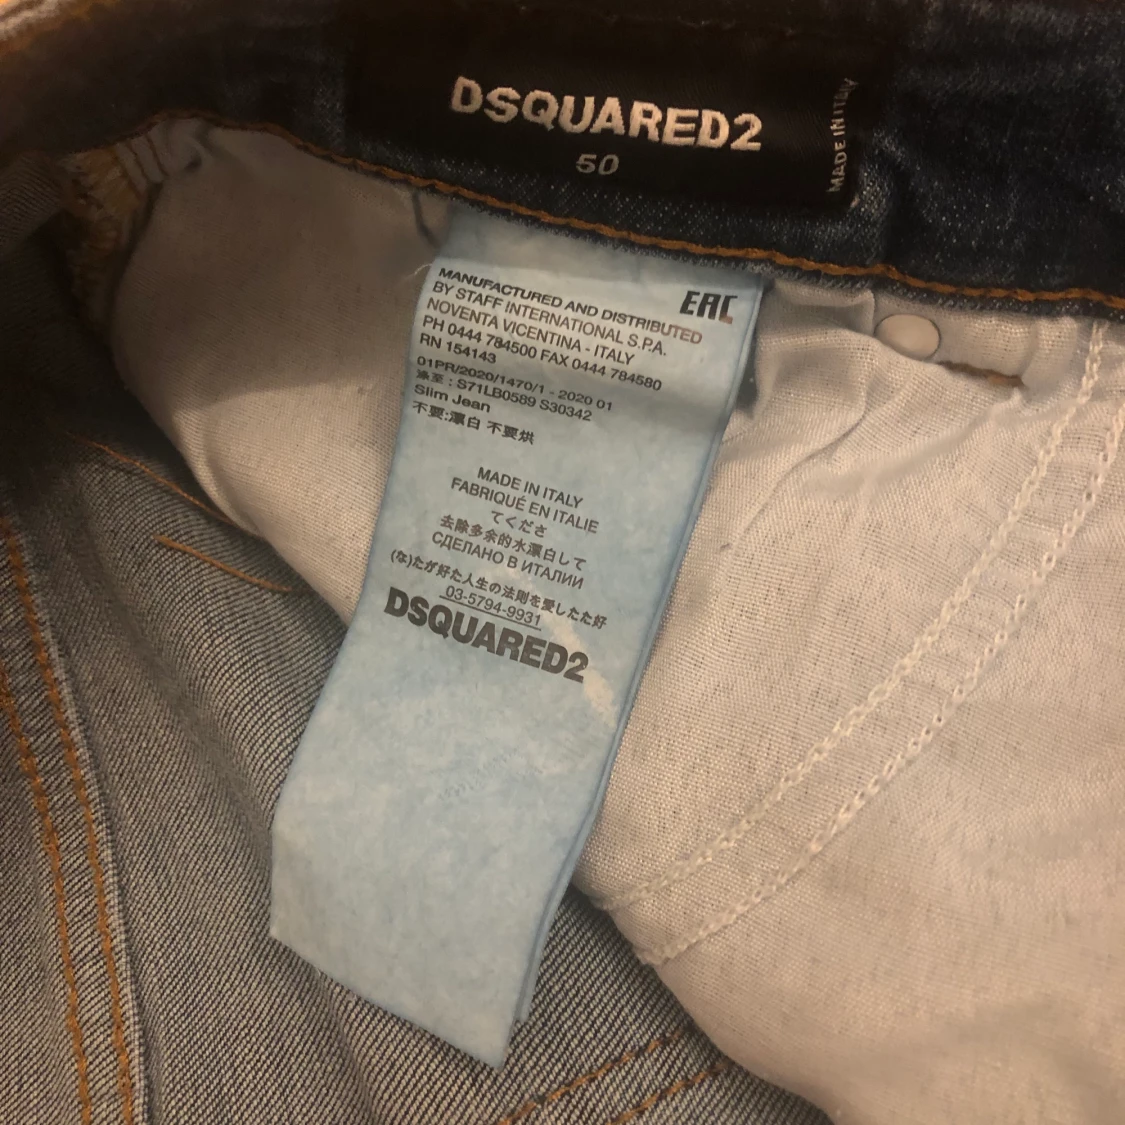 DSQUARED2
50
MADE IN ITALY
EAC
MANUFACTURED AND DISTRIBUTED
BY STAFF INTERNATIONAL S.P.A.
NOVENTA VICENTINA - ITALY
PH 0444 784500 FAX 0444 784580
RN 154143
01PR/2020/1470/1 - 2020 01
: S71LB0589 S30342
Slim Jean
不要:漂白 不要烘
MADE IN ITALY
FABRIQUÉ EN ITALIE
てくださ
去除多余的水漂白して
СДЕЛАНО В ИТАЛИИ
(な)たが好た人生の法则を愛したた好
03-5794-9931
DSQUARED2